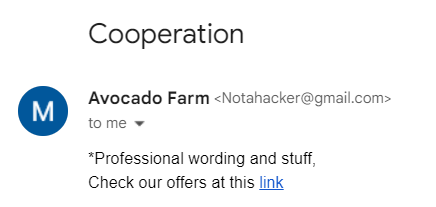 Cooperation
M
Avocado Farm <Notahacker@gmail.com>
to me
*Professional wording and stuff,
Check our offers at this link